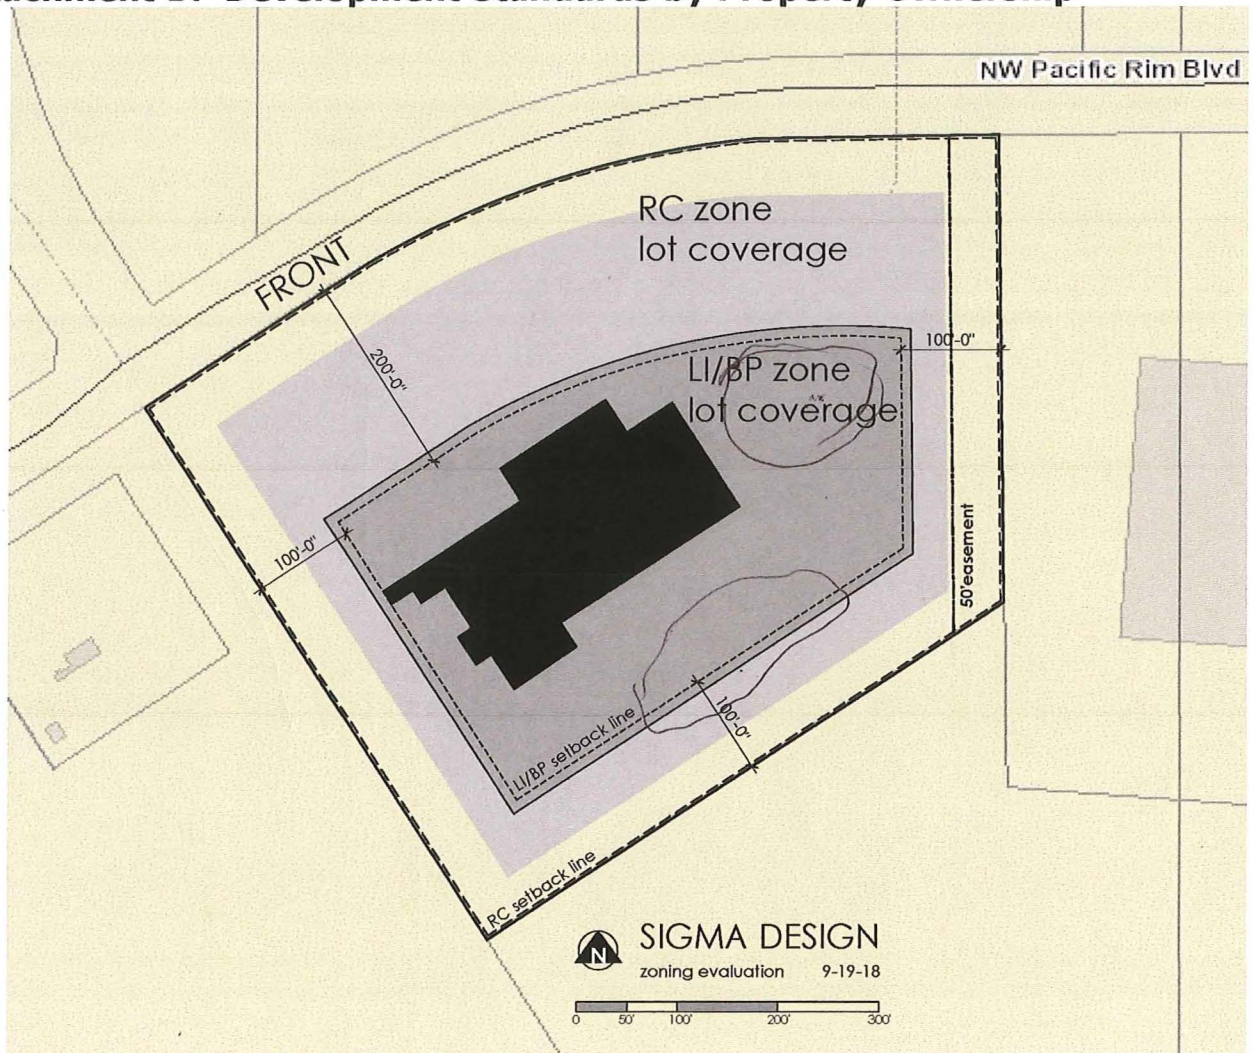 NW Pacific Rim Blvd
RC zone
lot coverage
FRONT
200'-0"
100'-0"
LI/BP zone
lot coverage
100'-0"
50'easement
100'-0"
LI/BP setback line
RC setback line
N
SIGMA DESIGN
zoning evaluation 9-19-18
0 50' 100' 200' 300'